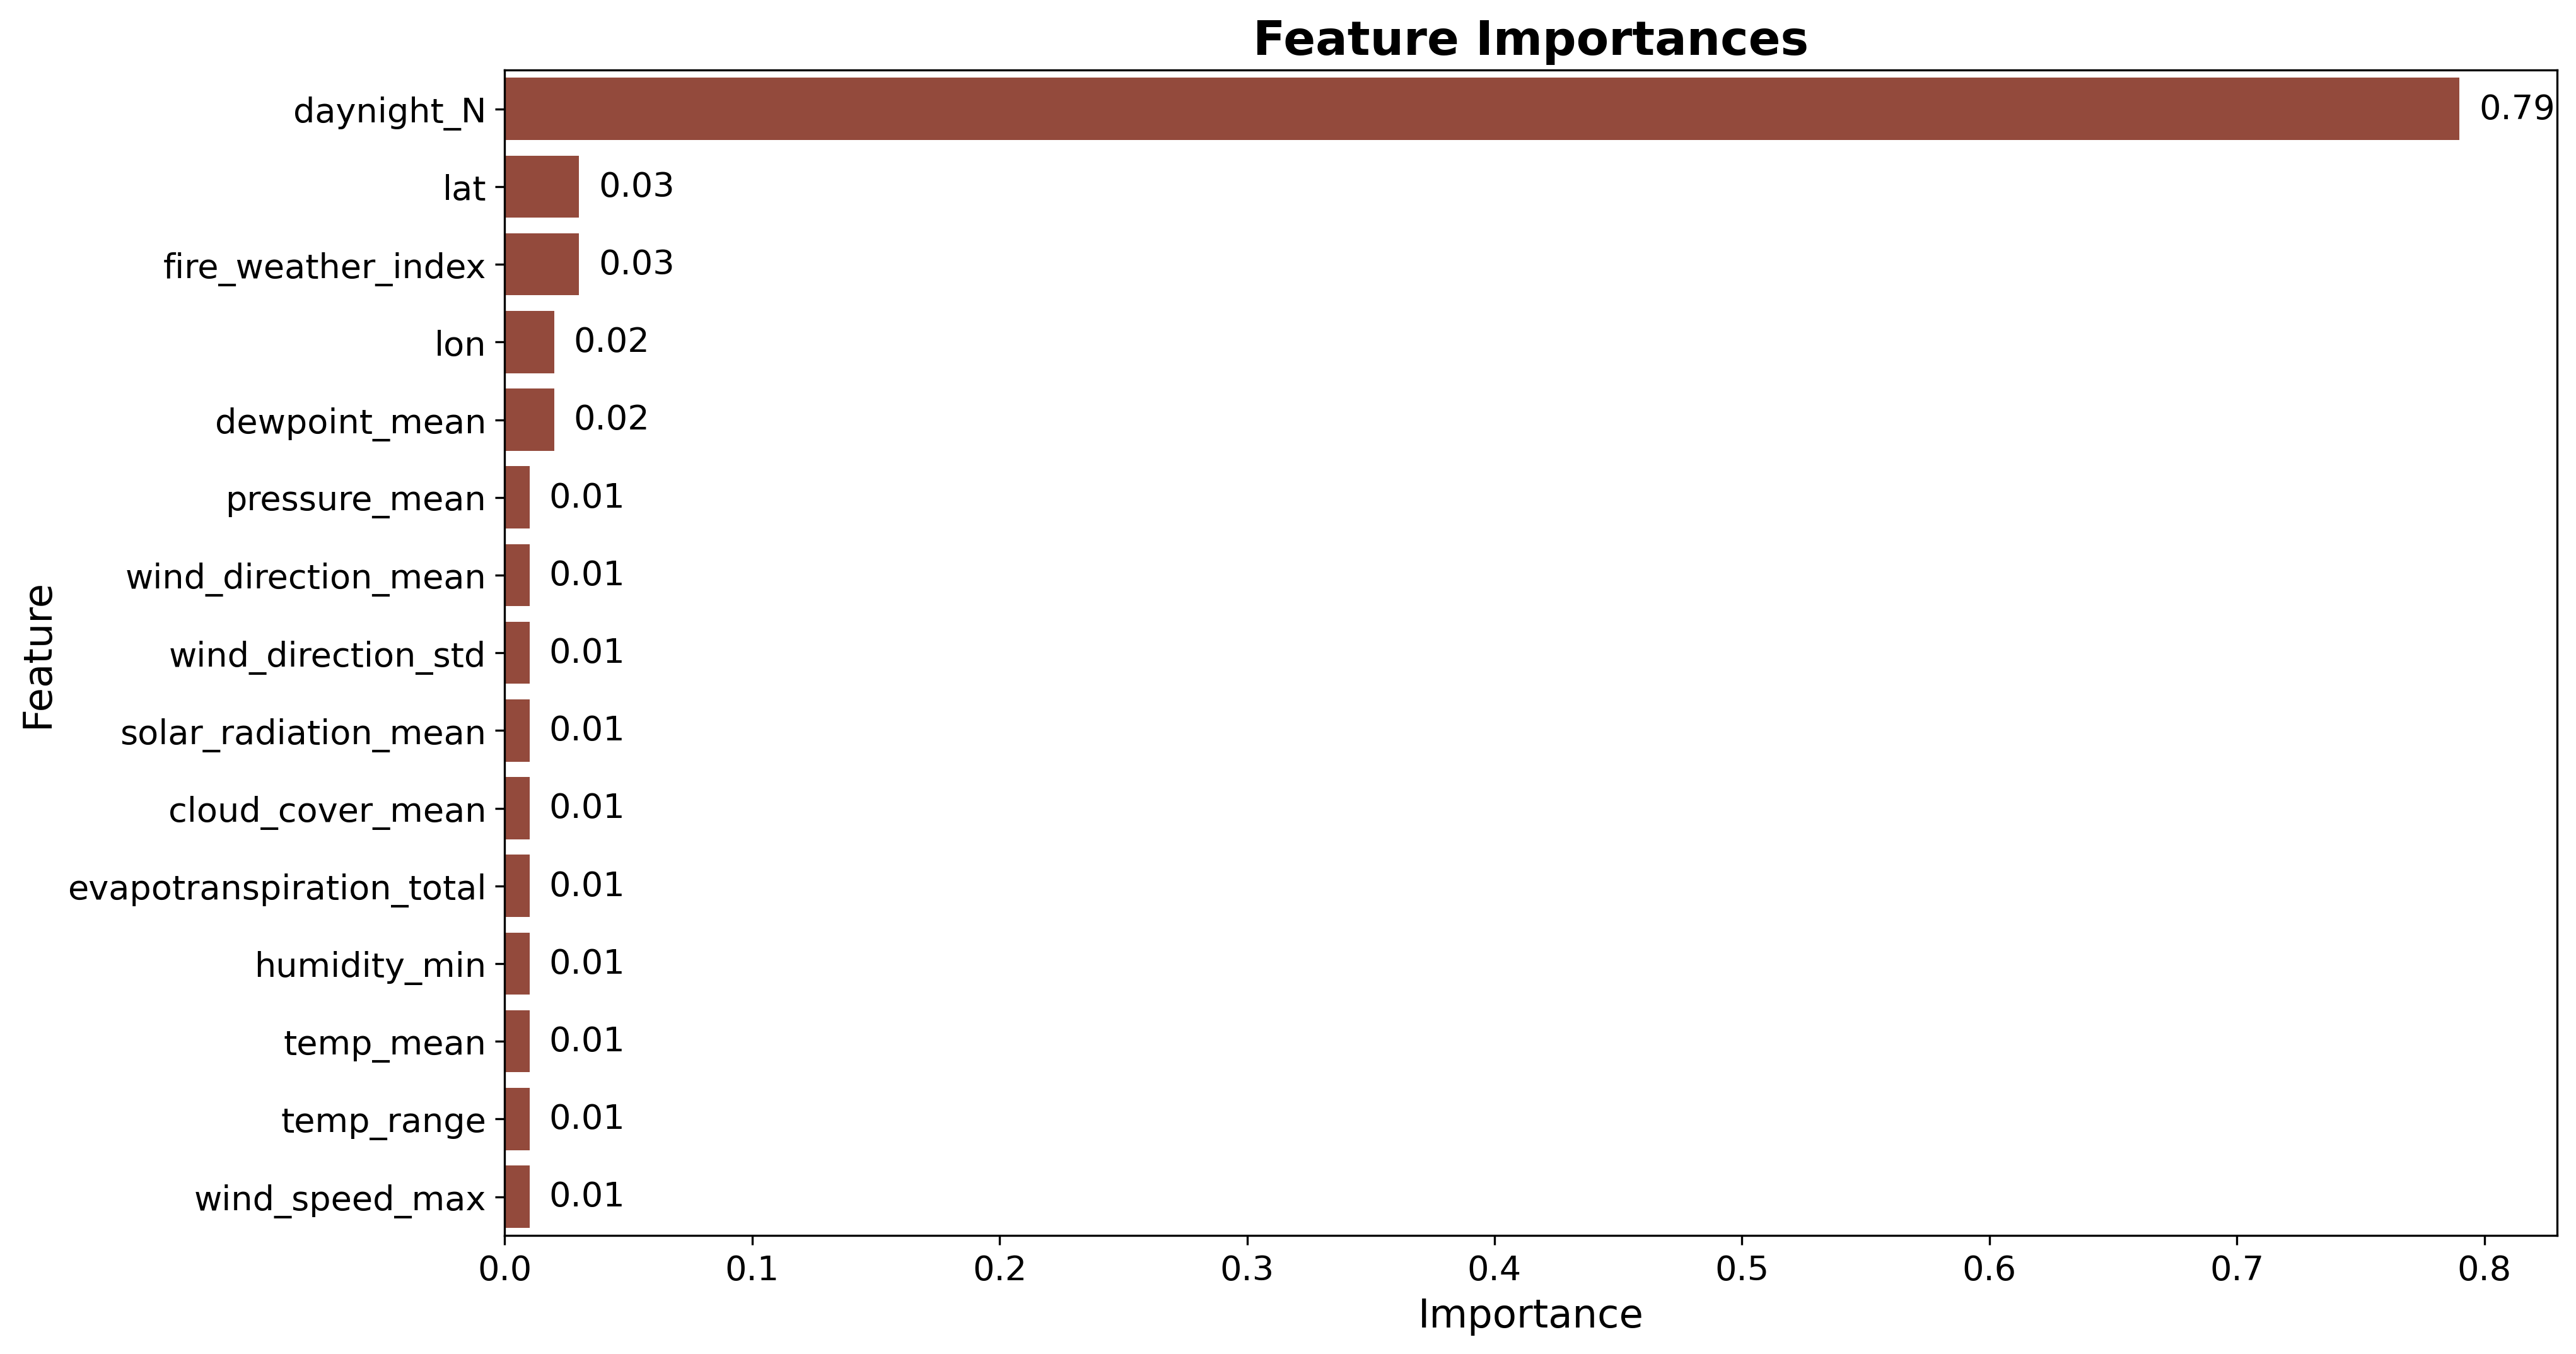 Feature Importances
daynight_N 0.79
lat 0.03
fire_weather_index 0.03
lon 0.02
dewpoint_mean 0.02
pressure_mean 0.01
wind_direction_mean 0.01
wind_direction_std 0.01
solar_radiation_mean 0.01
cloud_cover_mean 0.01
evapotranspiration_total 0.01
humidity_min 0.01
temp_mean 0.01
temp_range 0.01
wind_speed_max 0.01
Feature
0.0 0.1 0.2 0.3 0.4 0.5 0.6 0.7 0.8
Importance